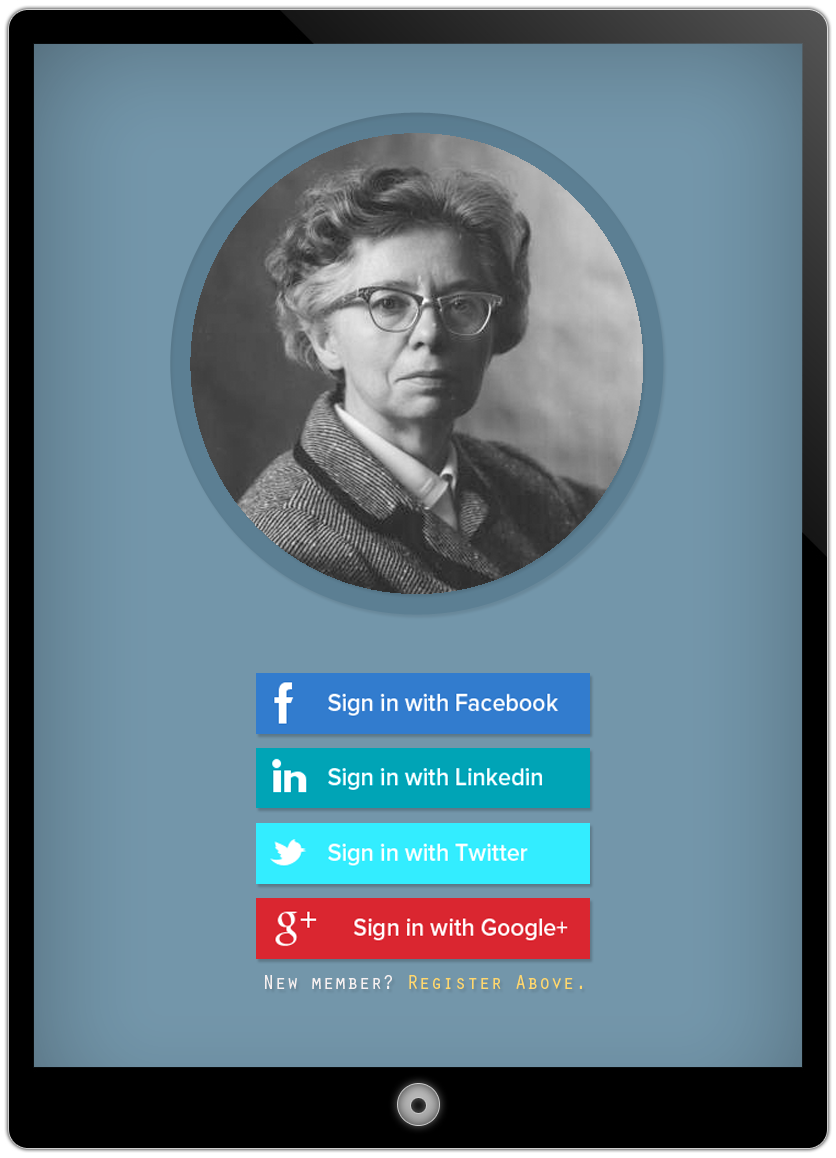 Sign in with Facebook
in Sign in with Linkedin
Sign in with Twitter
g+ Sign in with Google+
New member? Register Above.